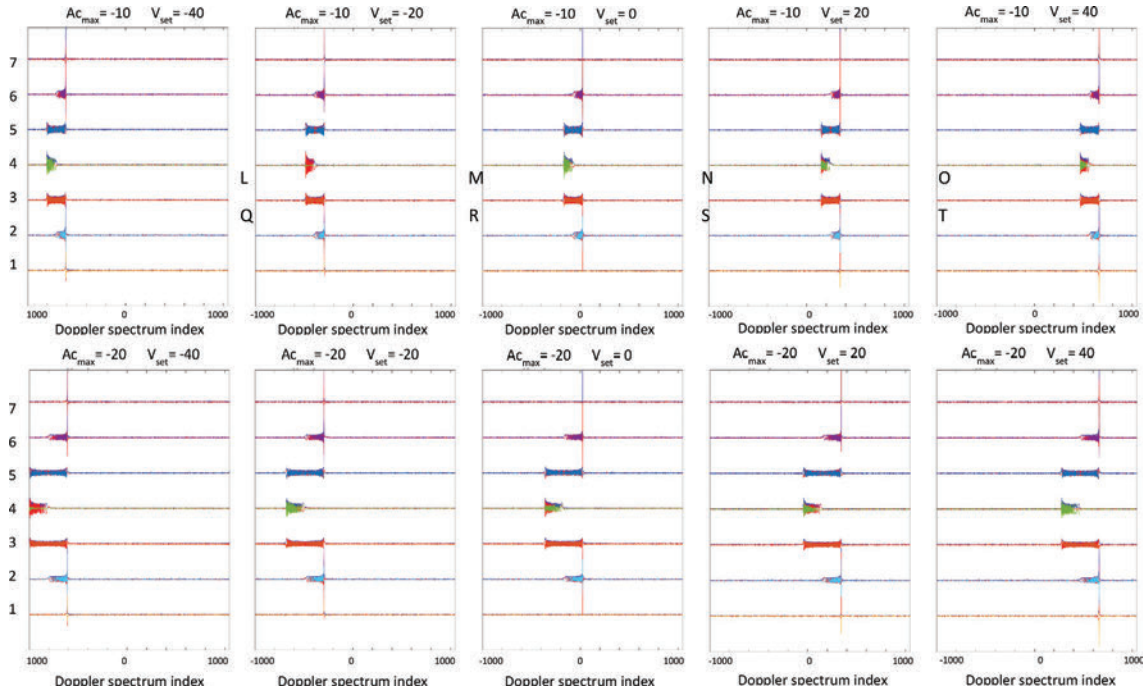 Ac max = -10 V set = -40
Ac max = -10 V set = -20
Ac max = -10 V set = 0
Ac max = -10 V set = 20
Ac max = -10 V set = 40
7
6
5
4
L M N O
3
Q R S T
2
1
1000 0 1000
-1000 0 1000
-1000 0 1000
-1000 0 1000
-1000 0 1000
Doppler spectrum index
Doppler spectrum index
Doppler spectrum index
Doppler spectrum index
Doppler spectrum index
Ac max = -20 V set = -40
Ac max = -20 V set = -20
Ac max = -20 V set = 0
Ac max = -20 V set = 20
Ac max = -20 V set = 40
7
6
5
4
3
2
1
1000 0 1000
-1000 0 1000
-1000 0 1000
-1000 0 1000
-1000 0 1000
Doppler spectrum index
Doppler spectrum index
Doppler spectrum index
Doppler spectrum index
Doppler spectrum index